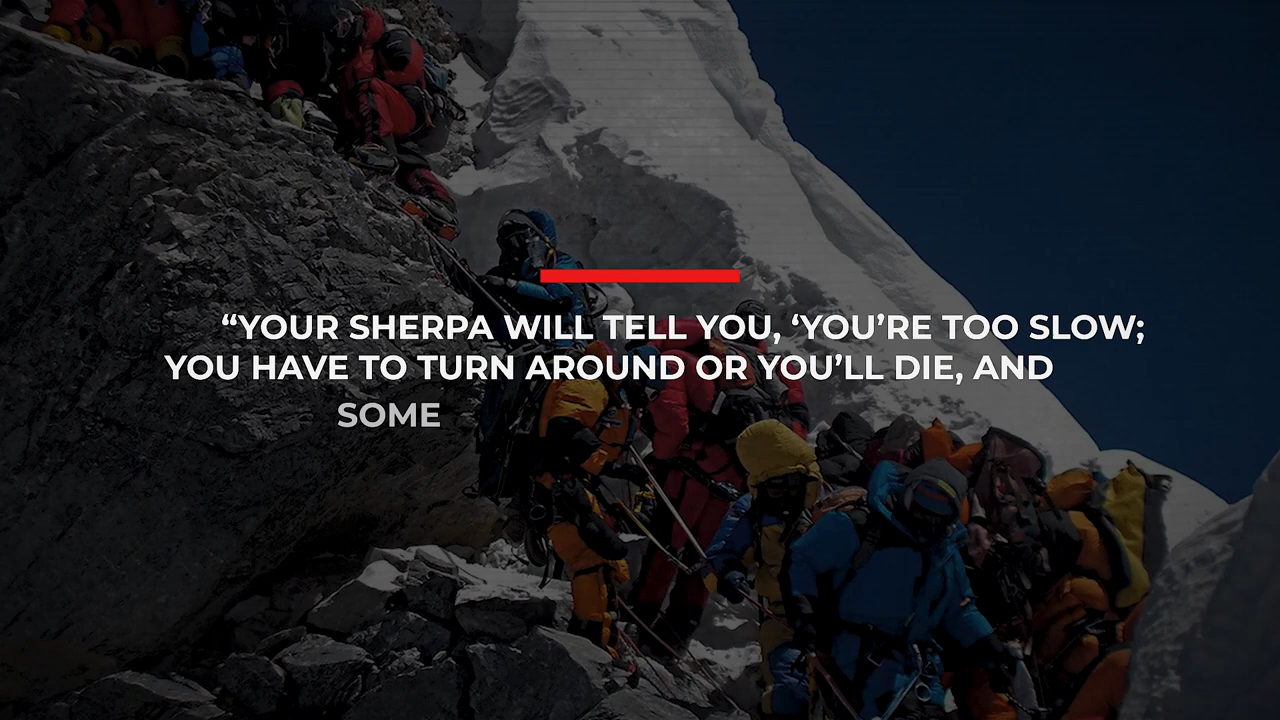 “YOUR SHERPA WILL TELL YOU, ‘YOU’RE TOO SLOW;
YOU HAVE TO TURN AROUND OR YOU’LL DIE, AND
SOME